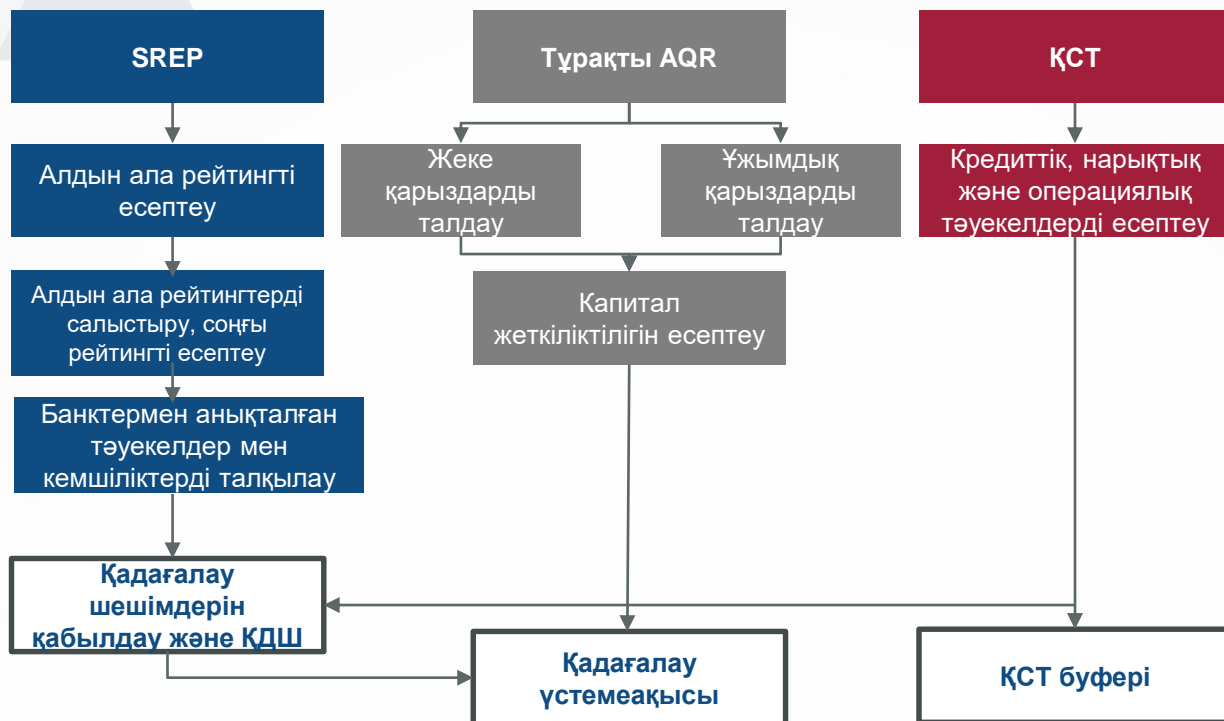 SREP
Тұрақты AQR
ҚСТ
Алдын ала рейтингті
есептеу
Жеке
қарыздарды
талдау
Ұжымдық
қарыздарды
талдау
Кредиттік, нарықтық
және операциялық
тәуекелдерді есептеу
Алдын ала рейтингтерді
салыстыру, соңғы
рейтингті есептеу
Капитал
жеткіліктілігін есептеу
Банктермен анықталған
тәуекелдер мен
кемшіліктерді талқылау
Қадағалау
шешімдерін
қабылдау және ҚДШ
Қадағалау
үстемеақысы
ҚСТ буфері